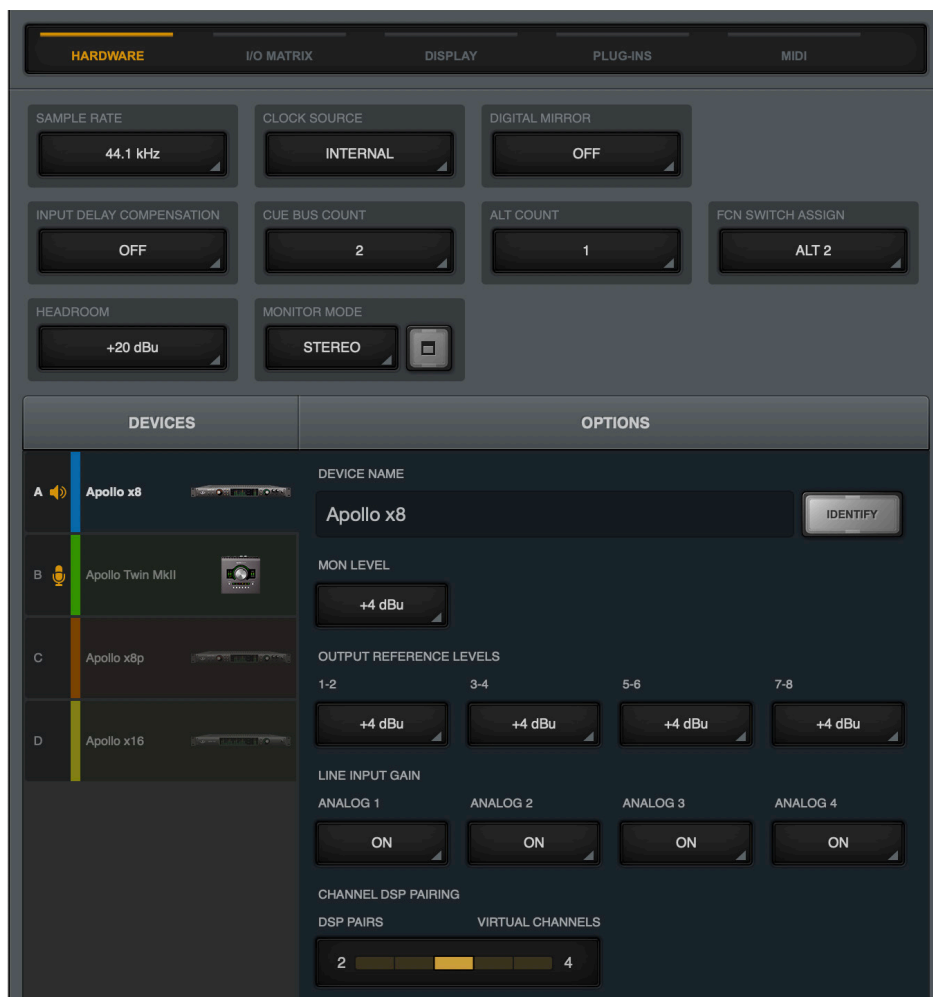 HARDWARE I/O MATRIX DISPLAY PLUG-INS MIDI
SAMPLE RATE CLOCK SOURCE DIGITAL MIRROR
44.1 kHz INTERNAL OFF
INPUT DELAY COMPENSATION CUE BUS COUNT ALT COUNT FCN SWITCH ASSIGN
OFF 2 1 ALT 2
HEADROOM MONITOR MODE
+20 dBu STEREO
DEVICES OPTIONS
A Apollo x8
B Apollo Twin MkII
C Apollo x8p
D Apollo x16
DEVICE NAME
Apollo x8 IDENTIFY
MON LEVEL
+4 dBu
OUTPUT REFERENCE LEVELS
1-2 3-4 5-6 7-8
+4 dBu +4 dBu +4 dBu +4 dBu
LINE INPUT GAIN
ANALOG 1 ANALOG 2 ANALOG 3 ANALOG 4
ON ON ON ON
CHANNEL DSP PAIRING
DSP PAIRS VIRTUAL CHANNELS
2 4